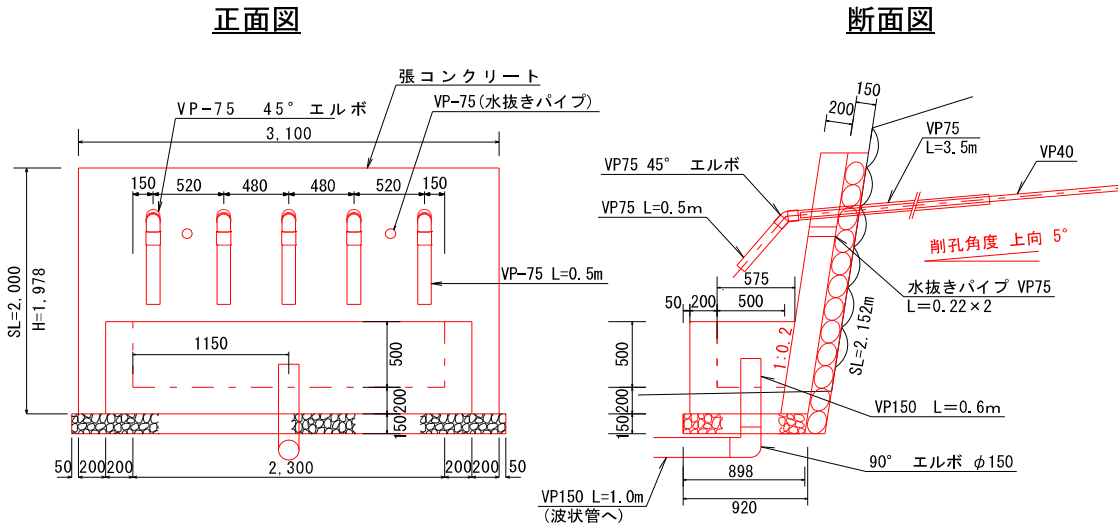 正面図
断面図
張コンクリート
VP-75 45° エルボ
VP-75(水抜きパイプ)
3,100
150
520
480
480
520
150
SL=2.000
H=1.978
VP-75 L=0.5m
1150
500
200
150
50
200
200
2,300
200
200
50
150
200
VP75
L=3.5m
VP40
VP75 45° エルボ
VP75 L=0.5m
削孔角度 上向 5°
575
水抜きパイプ VP75
L=0.22×2
50
200
500
1:0.2
SL=2.152m
500
200
150
VP150 L=0.6m
90° エルボ φ150
898
VP150 L=1.0m
(波状管へ)
920